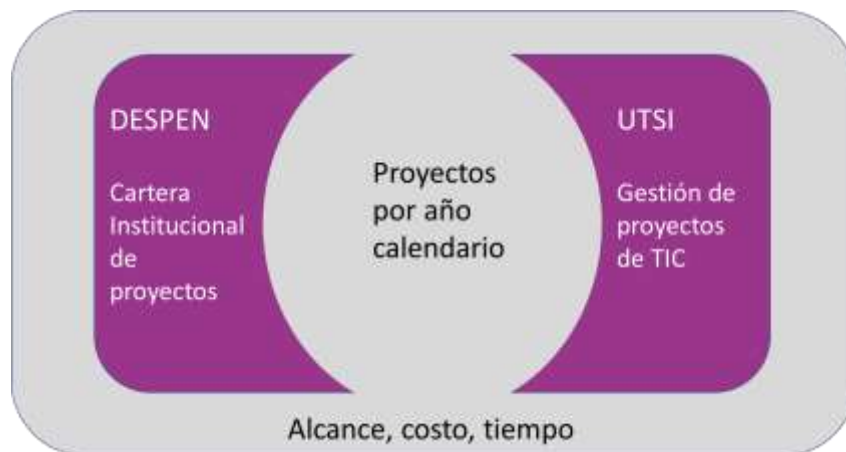 DESPEN
Cartera
Institucional
de
proyectos
Proyectos
por año
calendario
UTSI
Gestión de
proyectos
de TIC
Alcance, costo, tiempo